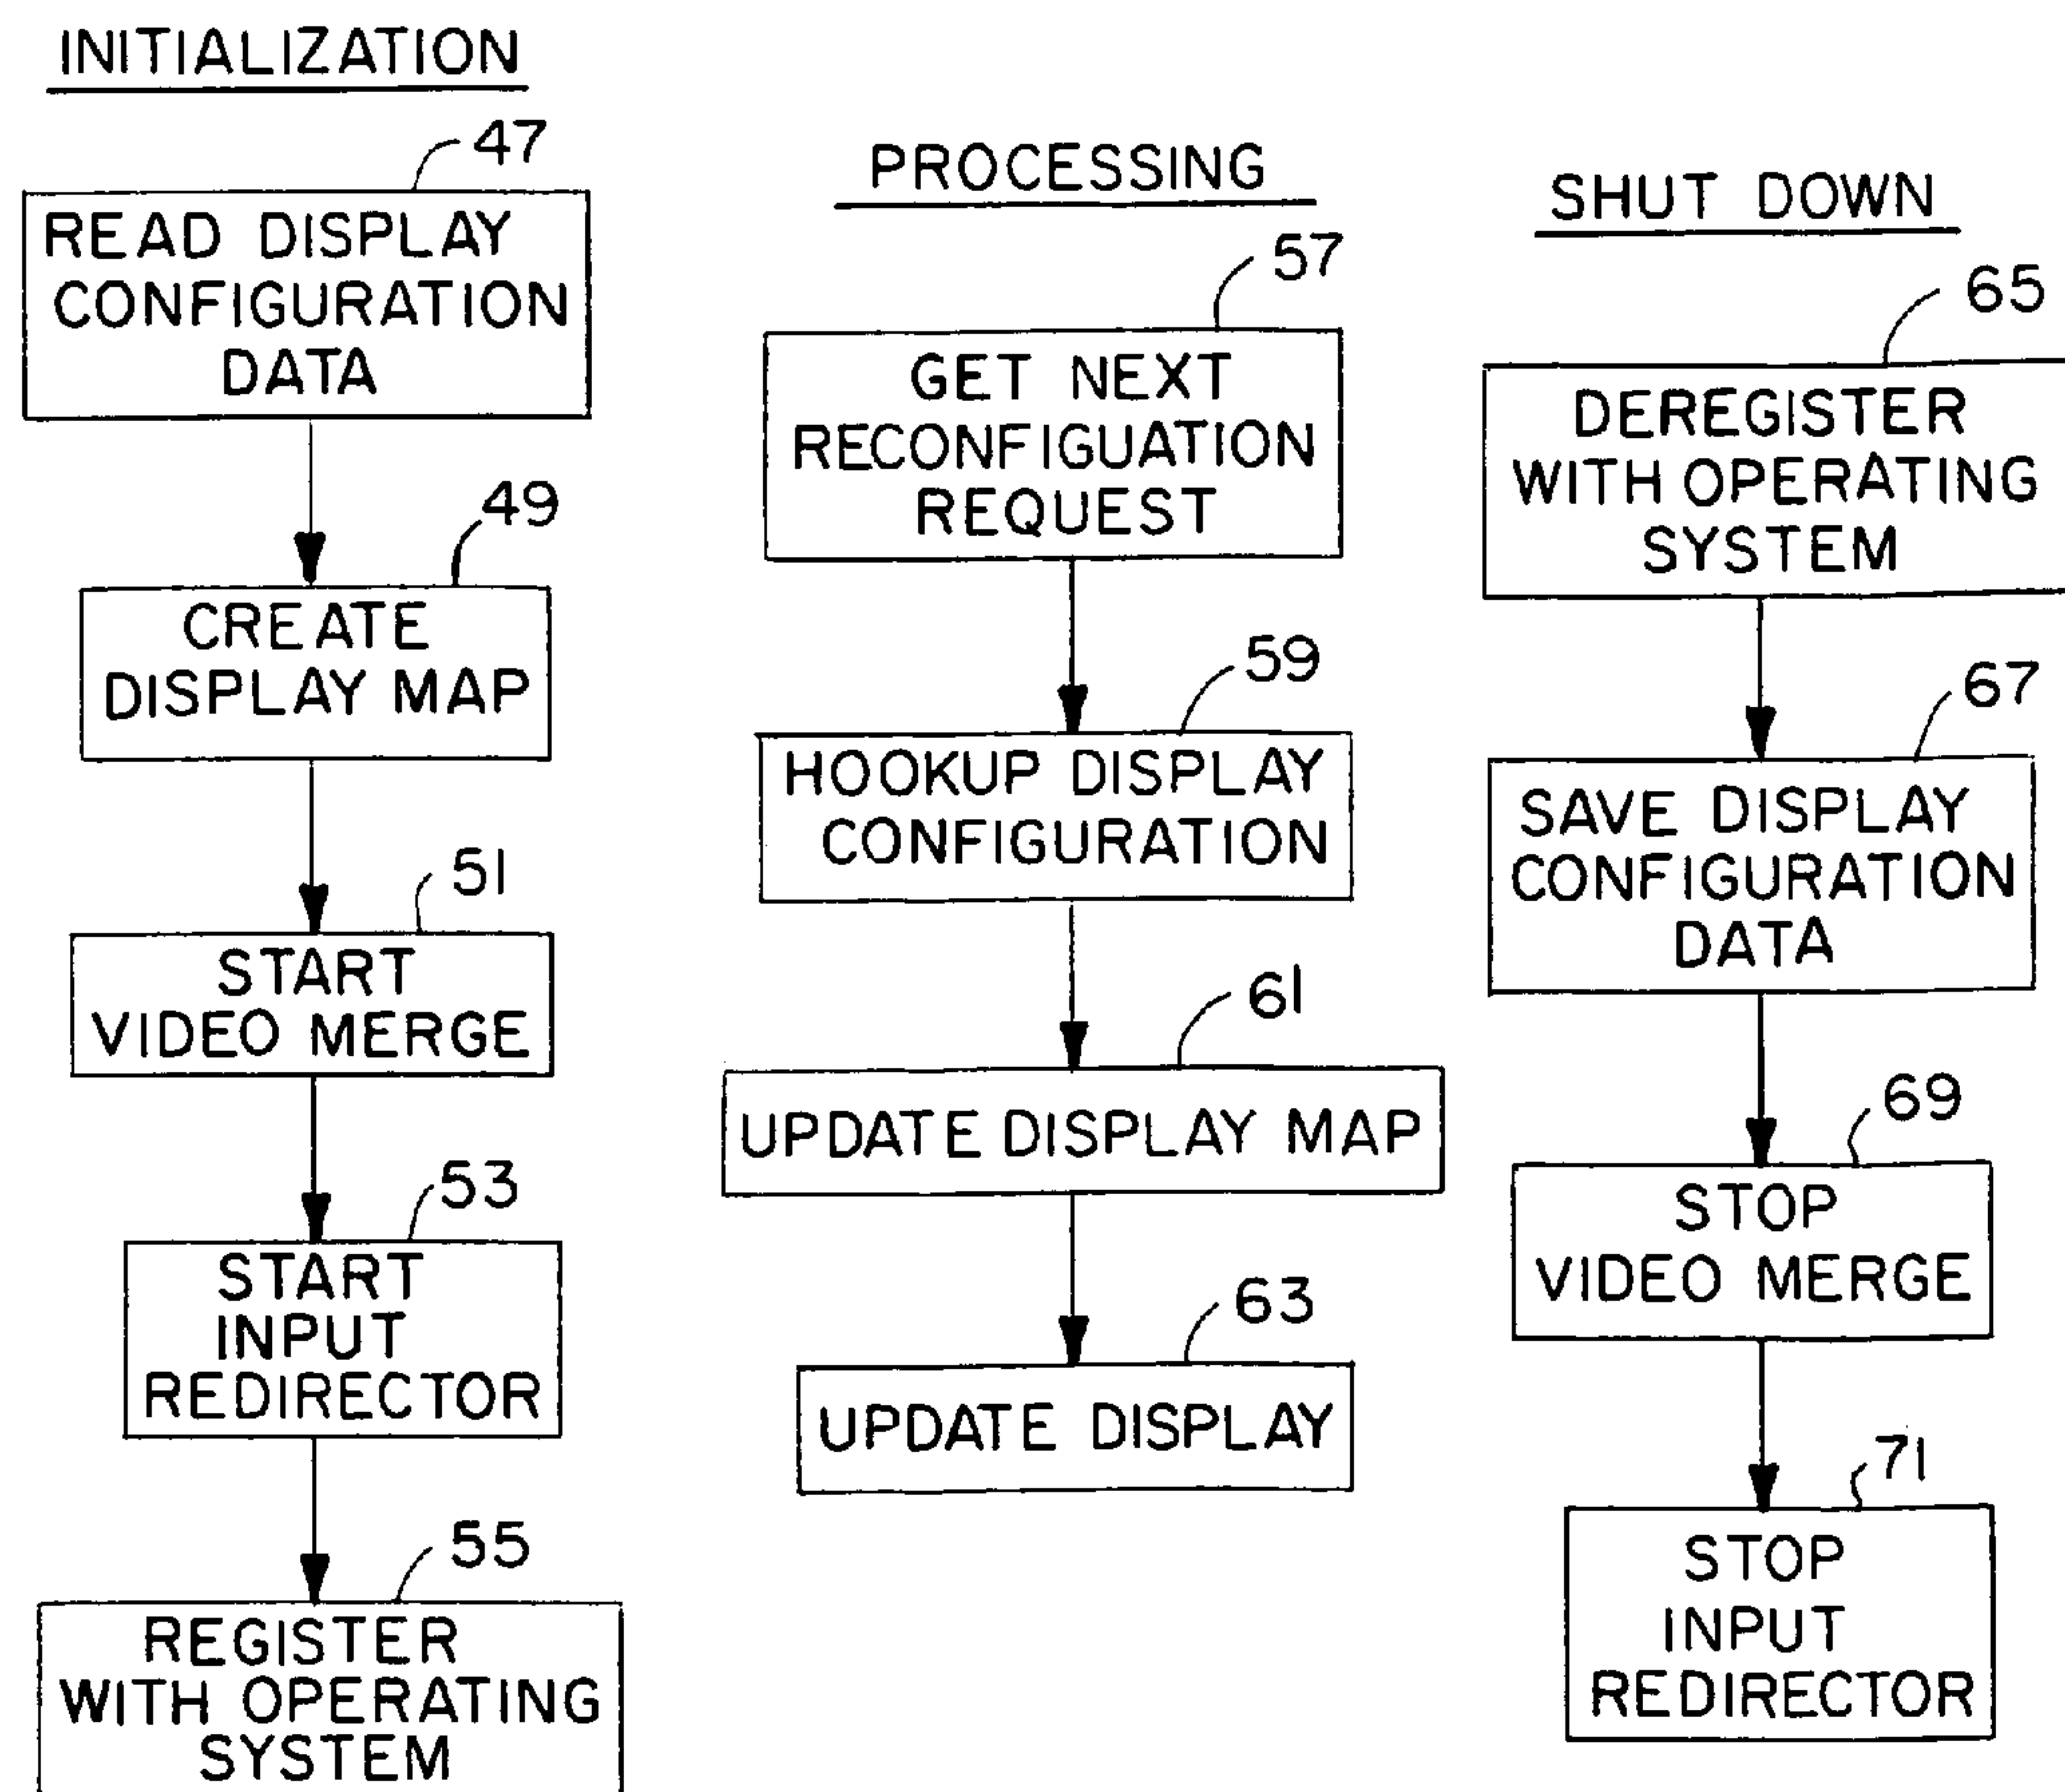 INITIALIZATION
47
READ DISPLAY
CONFIGURATION
DATA
49
CREATE
DISPLAY MAP
51
START
VIDEO MERGE
53
START
INPUT
REDIRECTOR
55
REGISTER
WITH OPERATING
SYSTEM
PROCESSING
57
GET NEXT
RECONFIGUATION
REQUEST
59
HOOKUP DISPLAY
CONFIGURATION
61
UPDATE DISPLAY MAP
63
UPDATE DISPLAY
SHUT DOWN
65
DEREGISTER
WITH OPERATING
SYSTEM
67
SAVE DISPLAY
CONFIGURATION
DATA
69
STOP
VIDEO MERGE
71
STOP
INPUT
REDIRECTOR